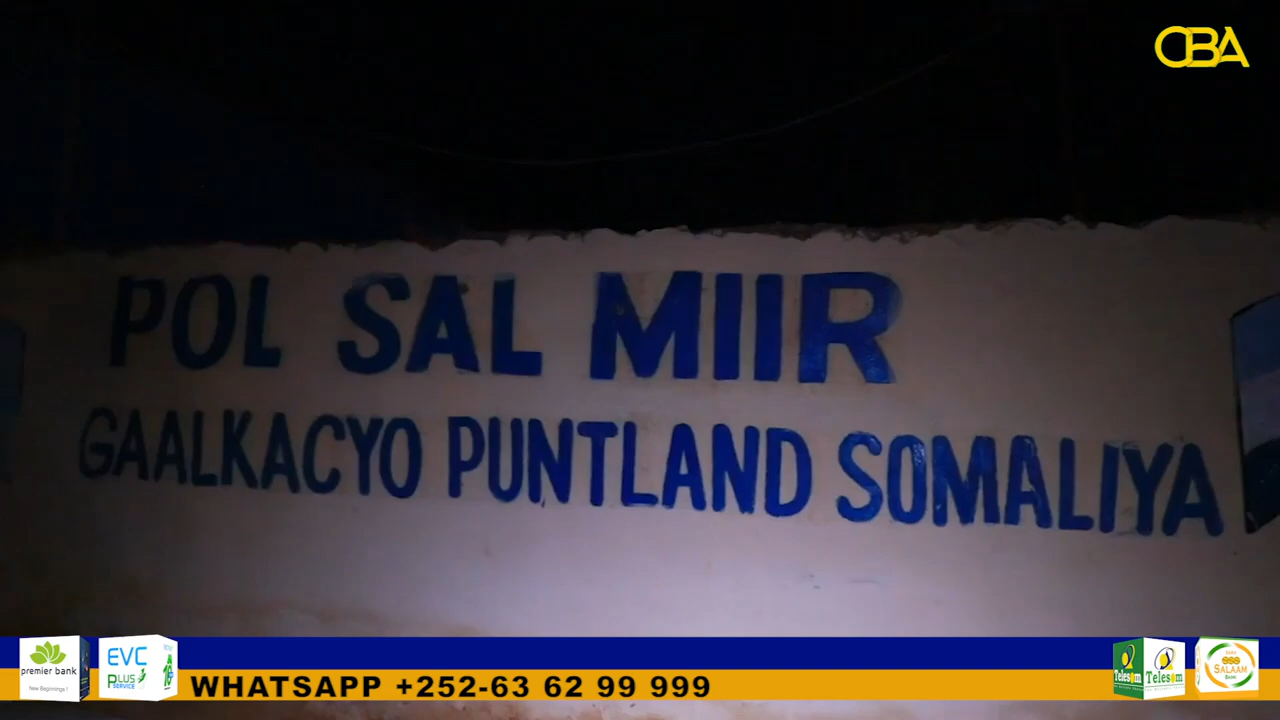 OBA
POL SAL MIIR
GAALKACYO PUNTLAND SOMALIYA
premier bank
New Beginnings !
EVC
PLUS
SERVICE
WHATSAPP +252-63 62 99 999
Telesom
Telesom
SALAAM
BANK